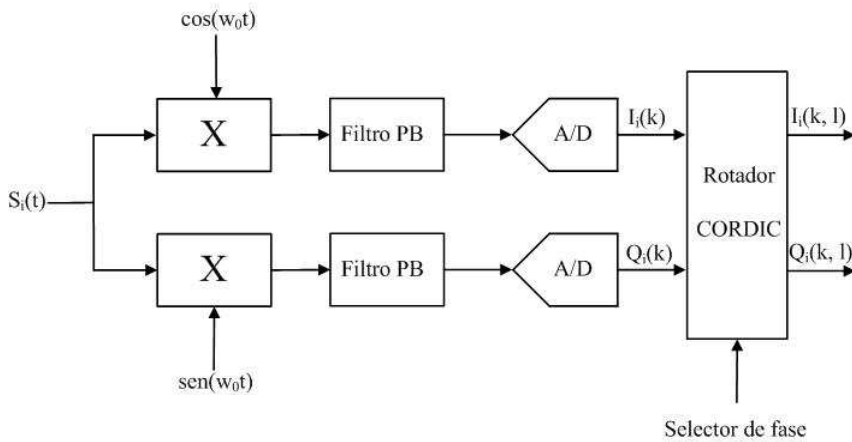 cos(w₀t)
X
Filtro PB
A/D
Iᵢ(k)
Iᵢ(k, l)
Sᵢ(t)
Rotador
CORDIC
X
Filtro PB
A/D
Qᵢ(k)
Qᵢ(k, l)
sen(w₀t)
Selector de fase